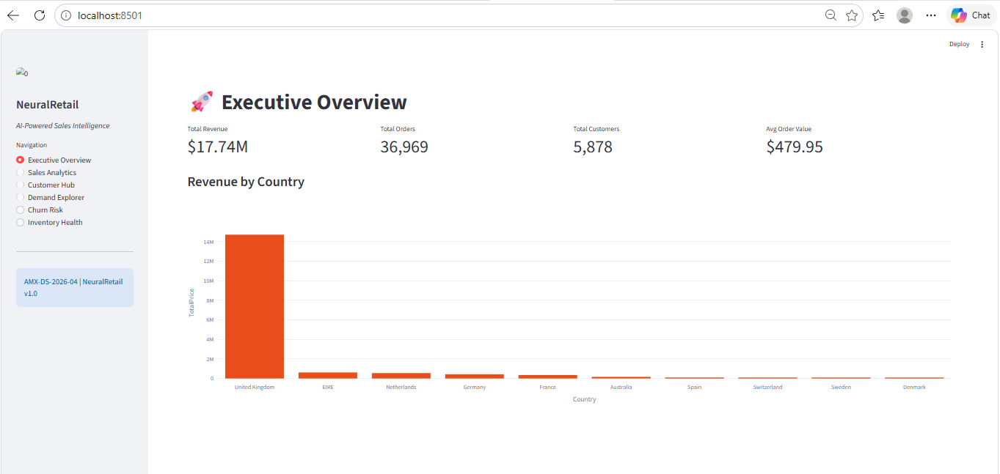 localhost:8501
Chat
Deploy
0
NeuralRetail
AI-Powered Sales Intelligence
Navigation
Executive Overview
Sales Analytics
Customer Hub
Demand Explorer
Churn Risk
Inventory Health
AMX-DS-2026-04 | NeuralRetail
v1.0
🚀 Executive Overview
Total Revenue
$17.74M
Total Orders
36,969
Total Customers
5,878
Avg Order Value
$479.95
Revenue by Country
TotalPrice
14M
12M
10M
8M
6M
4M
2M
0
United Kingdom
EIRE
Netherlands
Germany
France
Australia
Spain
Switzerland
Sweden
Denmark
Country